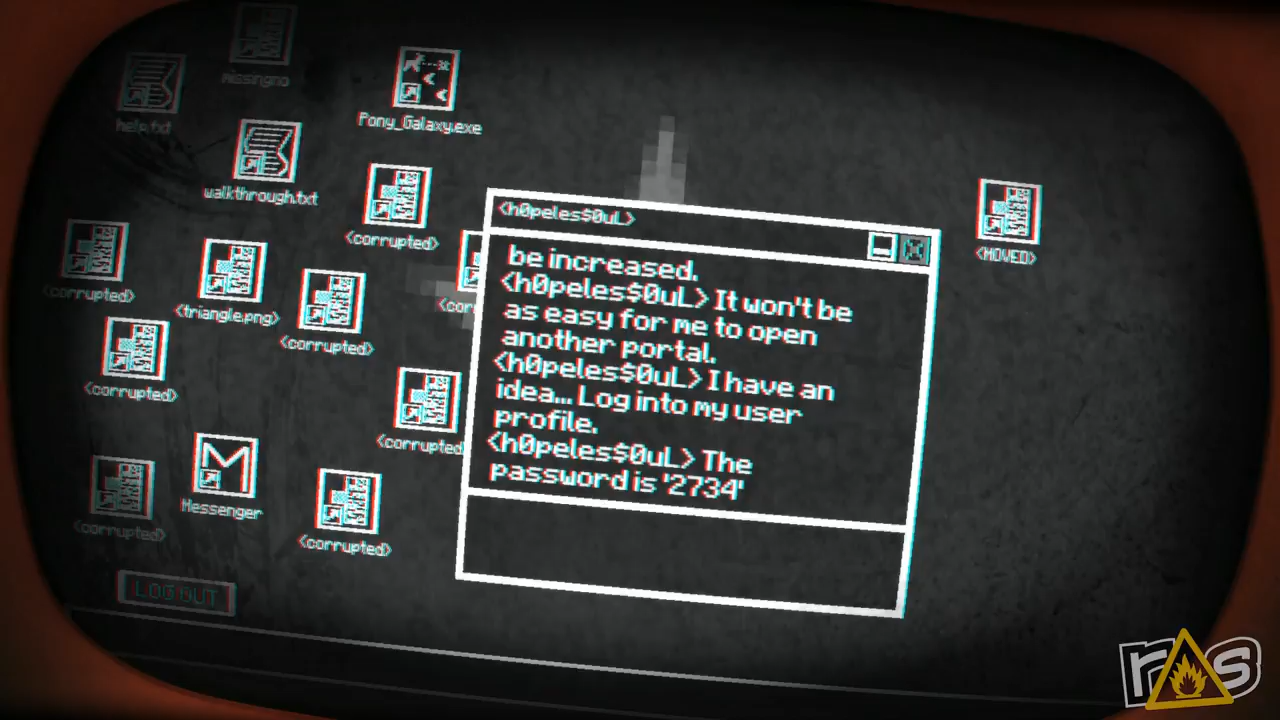 missingno
help.txt
Pony_Galaxy.exe
walkthrough.txt
<corrupted>
<corrupted>
<triangle.png>
<corrupted>
<corrupted>
<corrupted>
Messenger
<corrupted>
<corrupted>
LOG OUT
<h0peles$0uL>
be increased.
<h0peles$0uL> It won't be
as easy for me to open
another portal.
<h0peles$0uL> I have an
idea... Log into my user
profile.
<h0peles$0uL> The
password is '2734'
<MOVED>